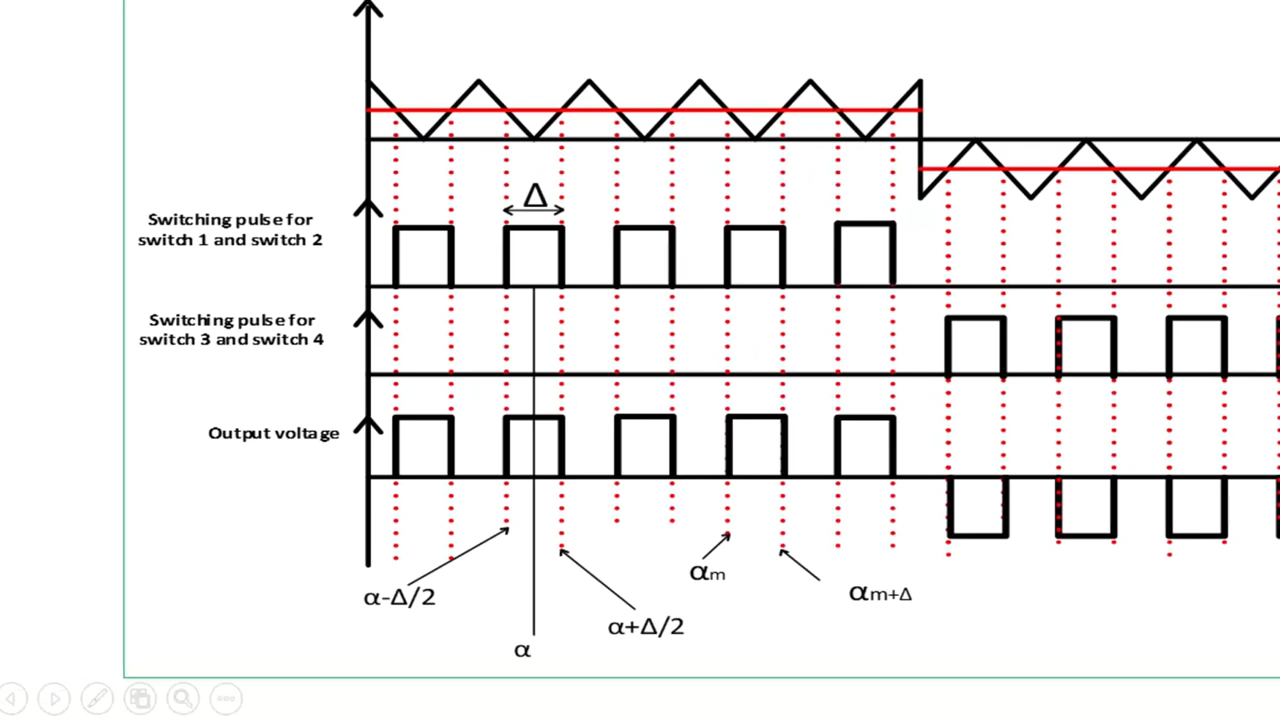 Δ
Switching pulse for
switch 1 and switch 2
Switching pulse for
switch 3 and switch 4
Output voltage
αm
α-Δ/2
αm+Δ
α+Δ/2
α